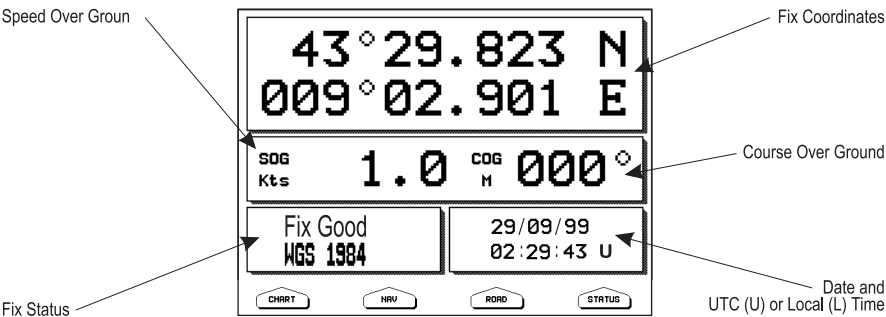 Speed Over Groun
Fix Coordinates
43°29.823 N
009°02.901 E
SOG Kts 1.0 COG M 000°
Course Over Ground
Fix Good
WGS 1984
29/09/99
02:29:43 U
Fix Status
CHART NAV ROAD STATUS
Date and
UTC (U) or Local (L) Time